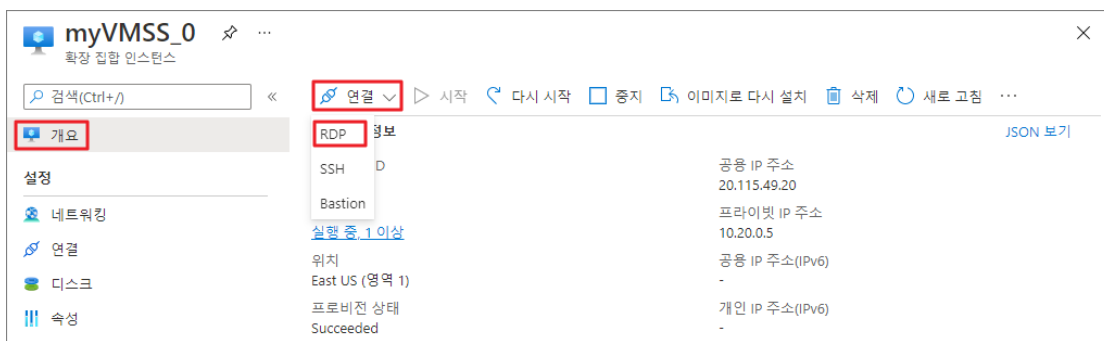 myVMSS_0
확장 집합 인스턴스
검색(Ctrl+/)
연결 시작 다시 시작 중지 이미지로 다시 설치 삭제 새로 고침
개요
RDP
정보
JSON 보기
설정
SSH
D
공용 IP 주소
20.115.49.20
네트워킹
Bastion
프라이빗 IP 주소
실행 중, 1 이상
10.20.0.5
연결
위치
공용 IP 주소(IPv6)
디스크
East US (영역 1)
-
속성
프로비전 상태
개인 IP 주소(IPv6)
Succeeded
-